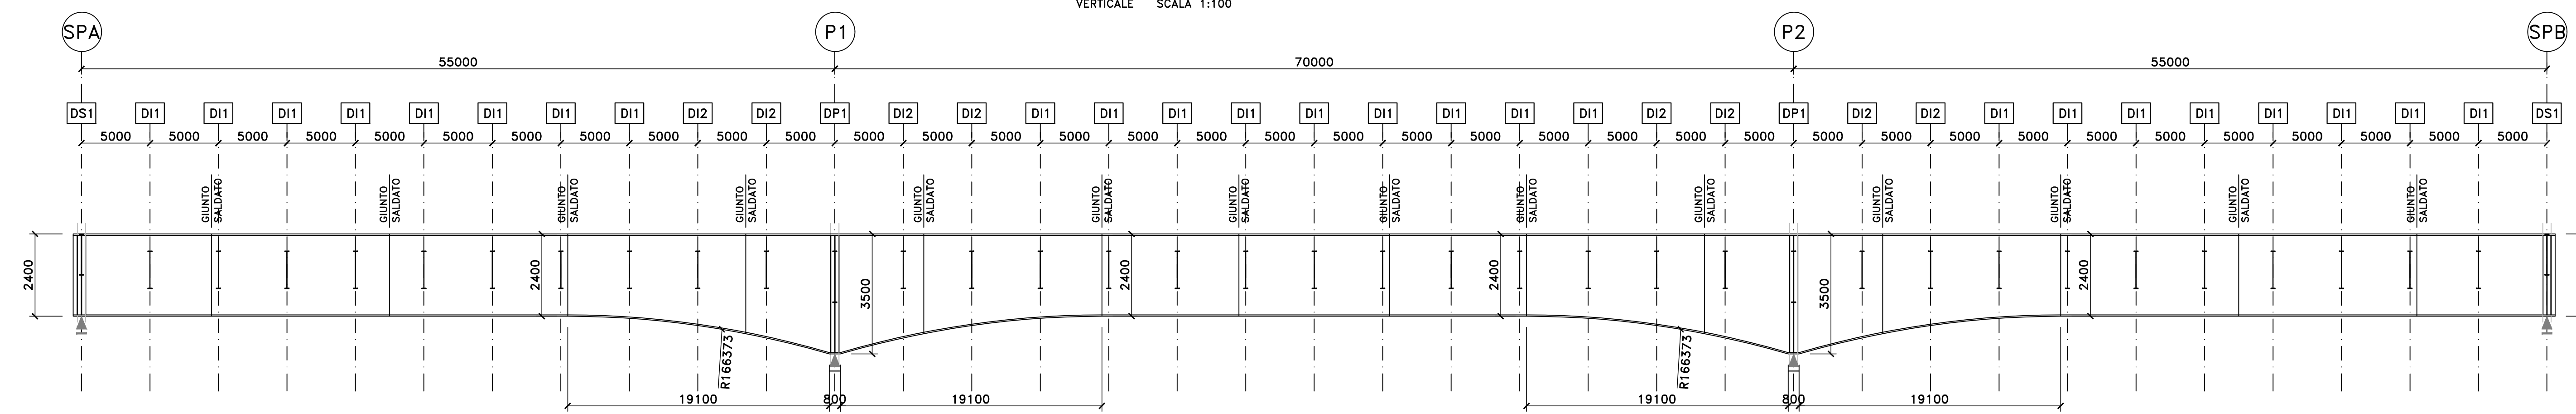 VERTICALE SCALA 1:100
SPA P1 P2 SPB
55000 70000 55000
DS1 DI1 DI1 DI1 DI1 DI1 DI1 DI1 DI1 DI2 DI2 DP1 DI2 DI2 DI1 DI1 DI1 DI1 DI1 DI1 DI1 DI1 DI1 DI2 DI2 DP1 DI2 DI2 DI1 DI1 DI1 DI1 DI1 DI1 DI1 DI1 DS1
5000 5000 5000 5000 5000 5000 5000 5000 5000 5000 5000 5000 5000 5000 5000 5000 5000 5000 5000 5000 5000 5000 5000 5000 5000 5000 5000 5000 5000 5000 5000 5000 5000 5000 5000 5000
GIUNTO
SALDATO
GIUNTO
SALDATO
GIUNTO
SALDATO
GIUNTO
SALDATO
GIUNTO
SALDATO
GIUNTO
SALDATO
GIUNTO
SALDATO
GIUNTO
SALDATO
GIUNTO
SALDATO
GIUNTO
SALDATO
GIUNTO
SALDATO
GIUNTO
SALDATO
GIUNTO
SALDATO
GIUNTO
SALDATO
2400
2400
3500
2400
2400
3500
2400
R166373
R166373
19100 800 19100 19100 800 19100